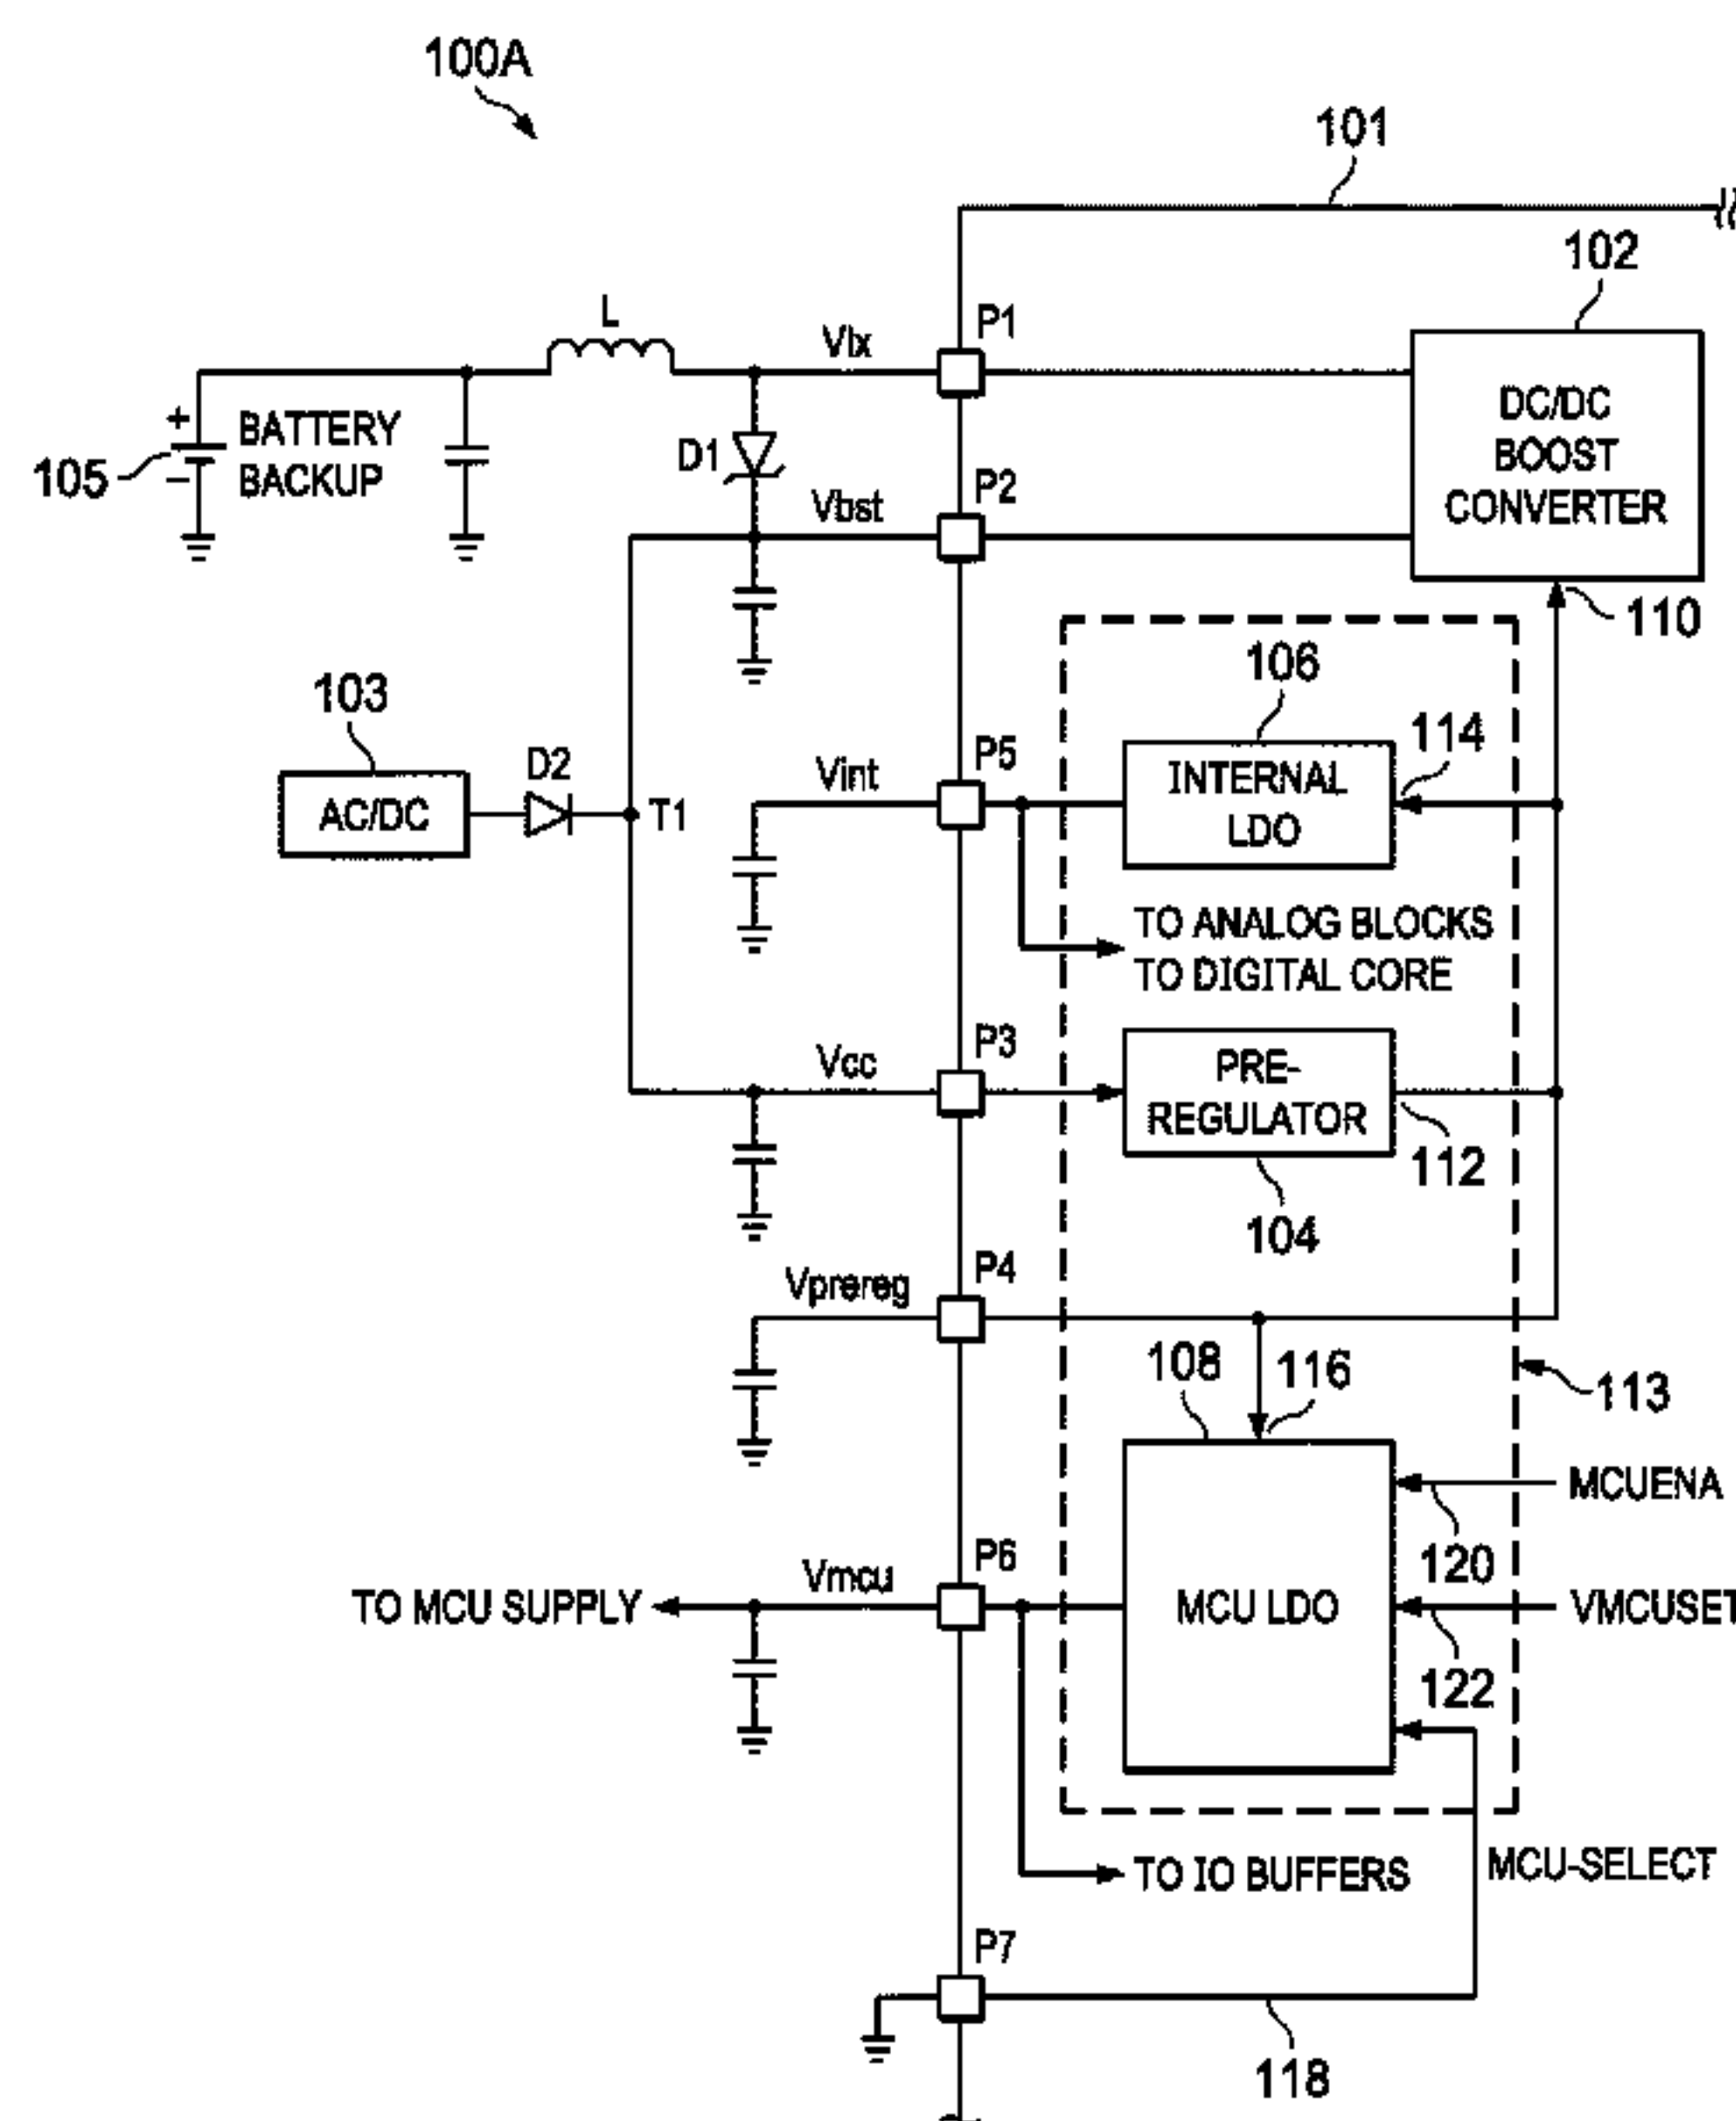 100A
101
102
L
Vlx
P1
DC/DC
BOOST
CONVERTER
+
BATTERY
BACKUP
−
105
D1
Vbst
P2
110
106
103
D2
T1
AC/DC
Vint
P5
INTERNAL
LDO
114
TO ANALOG BLOCKS
TO DIGITAL CORE
Vcc
P3
PRE-
REGULATOR
112
104
Vprereg
P4
108
116
113
MCUENA
120
TO MCU SUPPLY
Vmcu
P6
MCU LDO
VMCUSET
122
TO IO BUFFERS
MCU-SELECT
P7
118